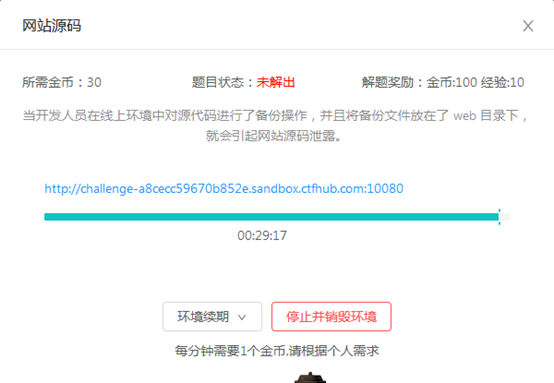 网站源码
所需金币：30 题目状态：未解出 解题奖励：金币:100 经验:10
当开发人员在线上环境中对源代码进行了备份操作，并且将备份文件放在了 web 目录下，
就会引起网站源码泄露。
http://challenge-a8cecc59670b852e.sandbox.ctfhub.com:10080
00:29:17
环境续期 停止并销毁环境
每分钟需要1个金币,请根据个人需求